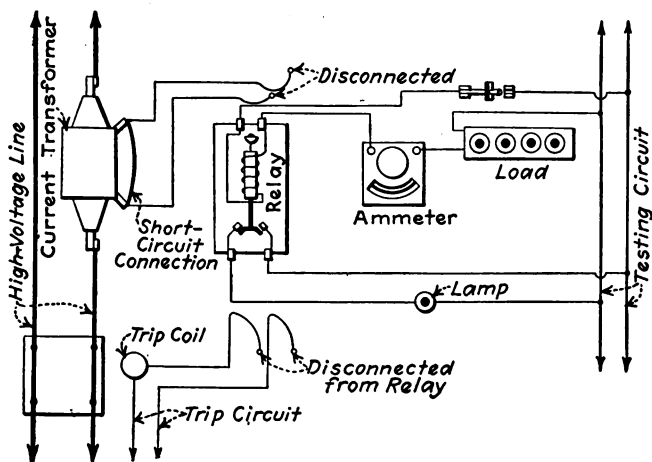 High-Voltage Line
Current Transformer
Disconnected
Relay
Load
Ammeter
Testing Circuit
Short-
Circuit
Connection
Lamp
Trip Coil
Disconnected
from Relay
Trip Circuit